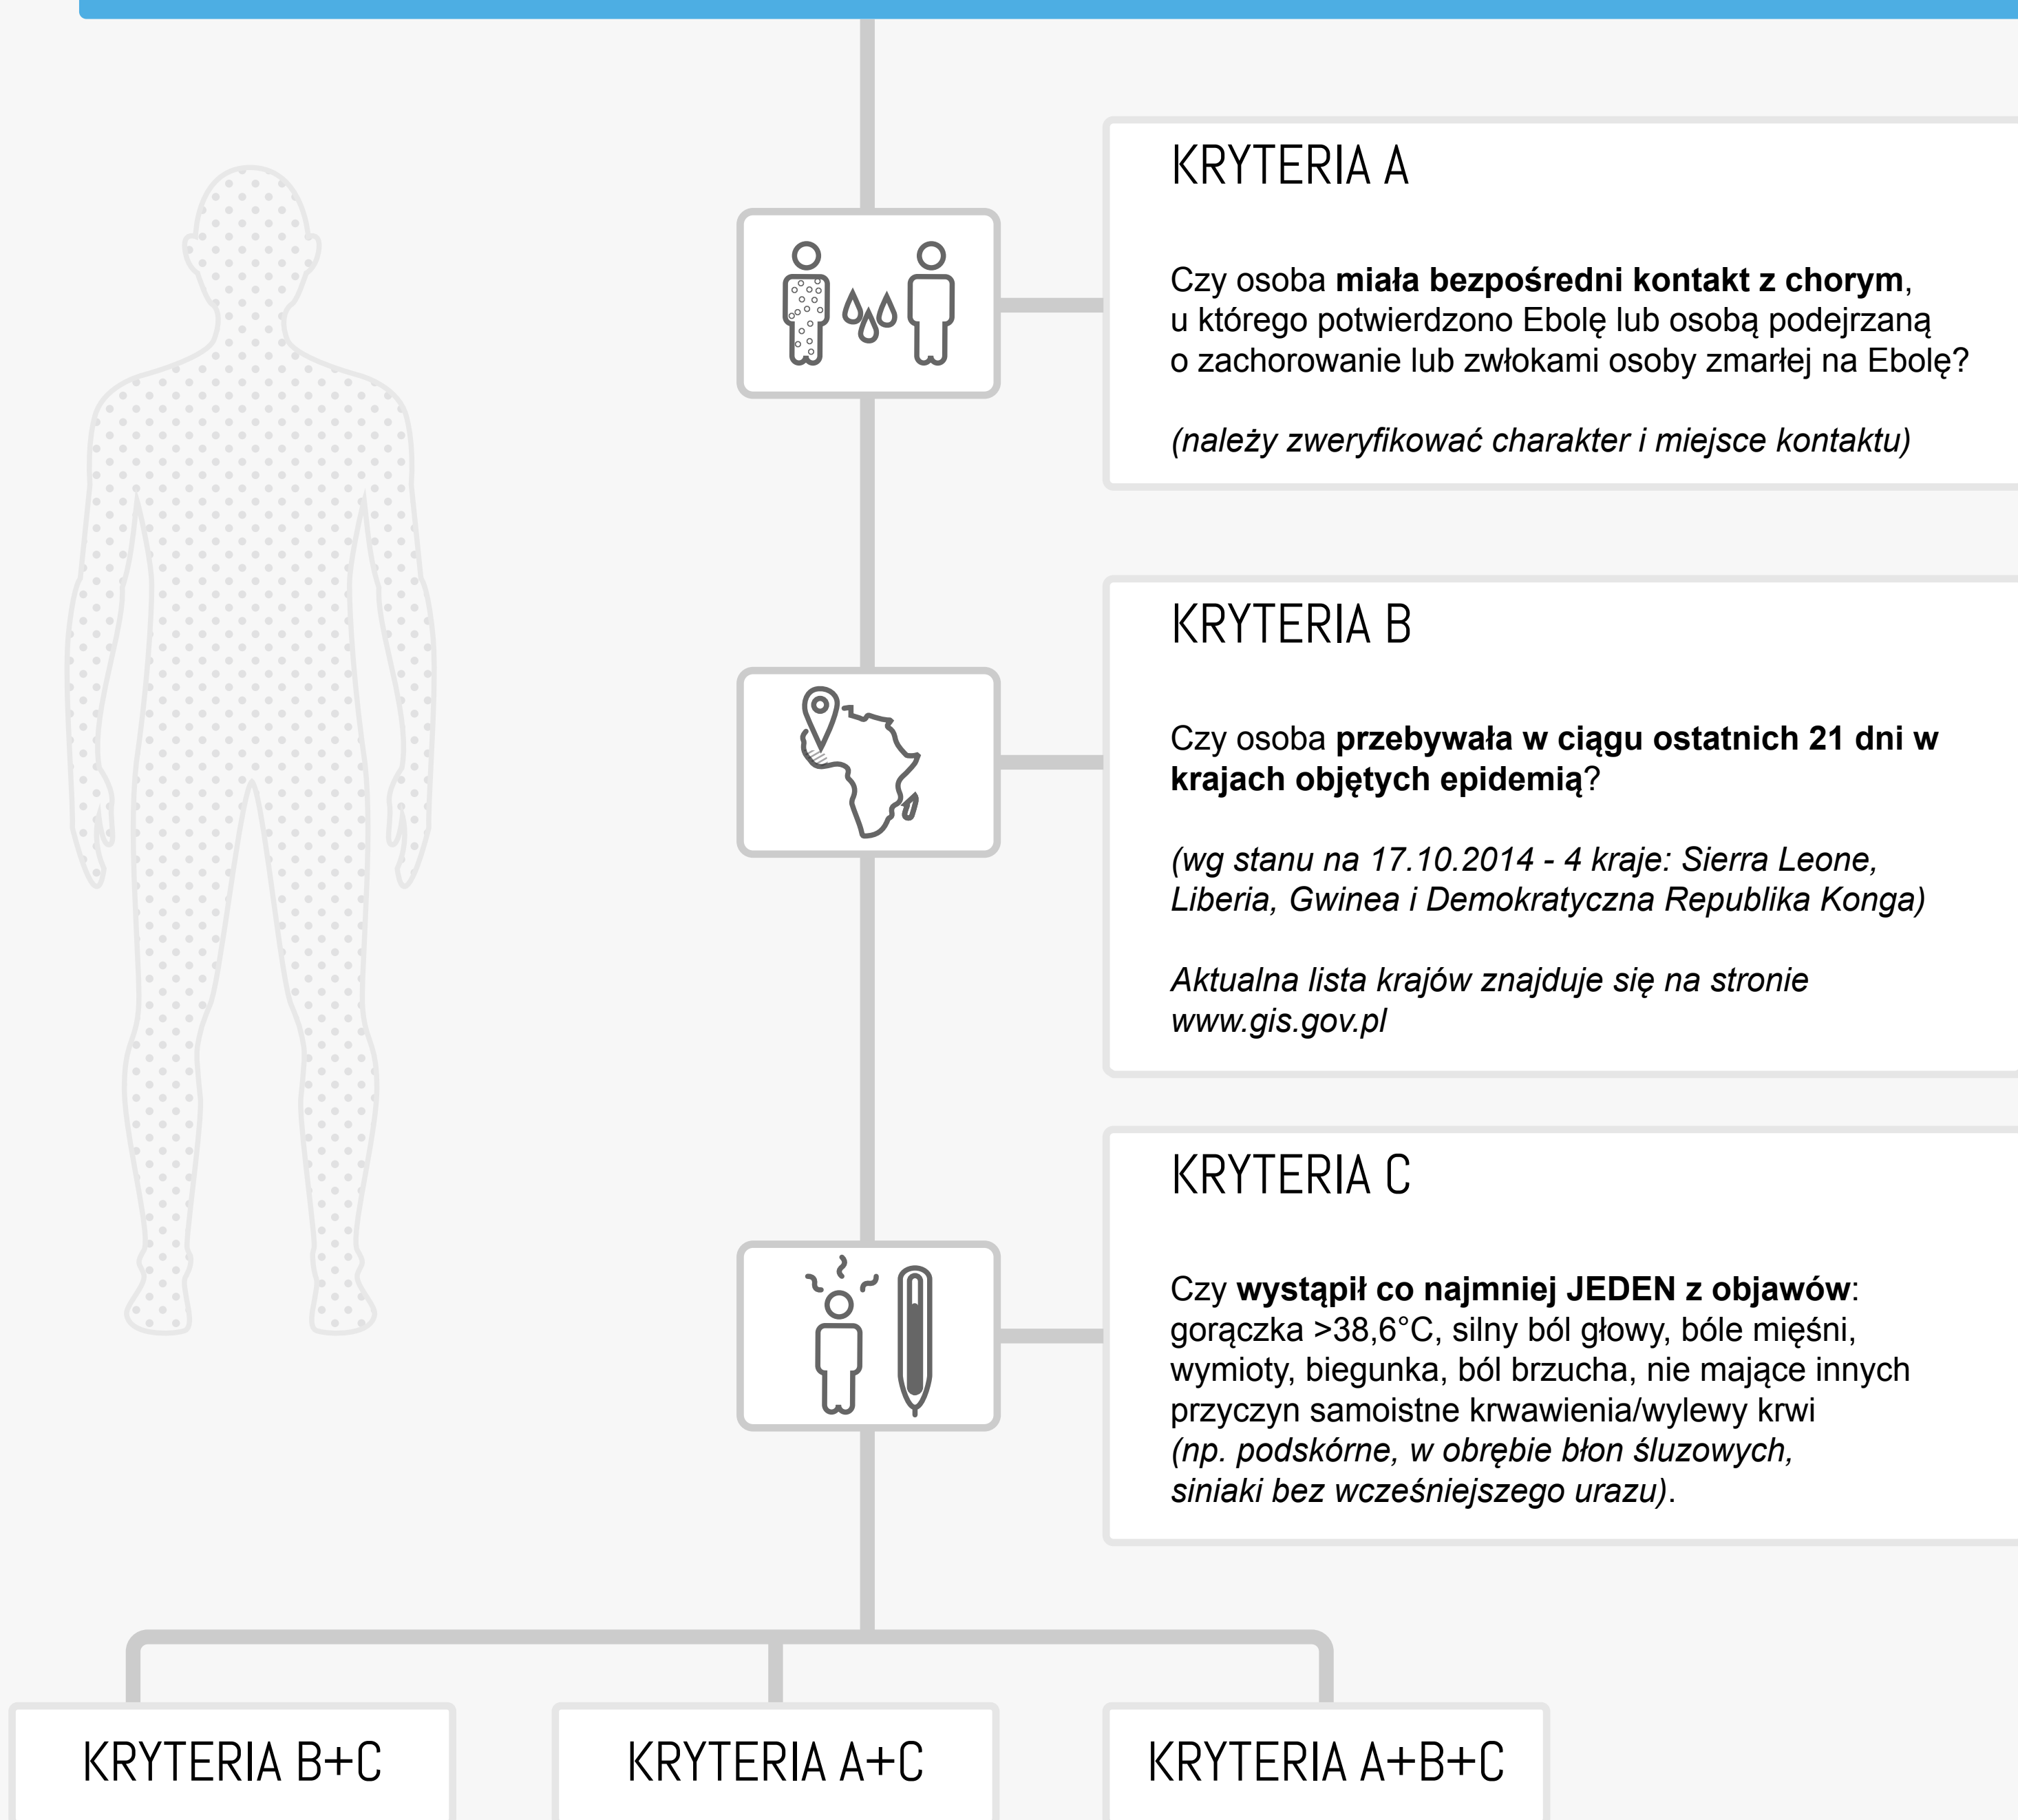 KRYTERIA A
Czy osoba miała bezpośredni kontakt z chorym,
u którego potwierdzono Ebolę lub osobą podejrzaną
o zachorowanie lub zwłokami osoby zmarłej na Ebolę?
(należy zweryfikować charakter i miejsce kontaktu)
KRYTERIA B
Czy osoba przebywała w ciągu ostatnich 21 dni w
krajach objętych epidemią?
(wg stanu na 17.10.2014 - 4 kraje: Sierra Leone,
Liberia, Gwinea i Demokratyczna Republika Konga)
Aktualna lista krajów znajduje się na stronie
www.gis.gov.pl
KRYTERIA C
Czy wystąpił co najmniej JEDEN z objawów:
gorączka >38,6°C, silny ból głowy, bóle mięśni,
wymioty, biegunka, ból brzucha, nie mające innych
przyczyn samoistne krwawienia/wylewy krwi
(np. podskórne, w obrębie błon śluzowych,
siniaki bez wcześniejszego urazu).
KRYTERIA B+C
KRYTERIA A+C
KRYTERIA A+B+C